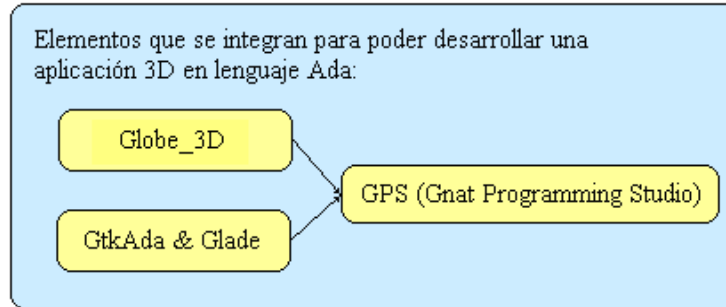 Elementos que se integran para poder desarrollar una
aplicación 3D en lenguaje Ada:
Globe_3D
GPS (Gnat Programming Studio)
GtkAda & Glade